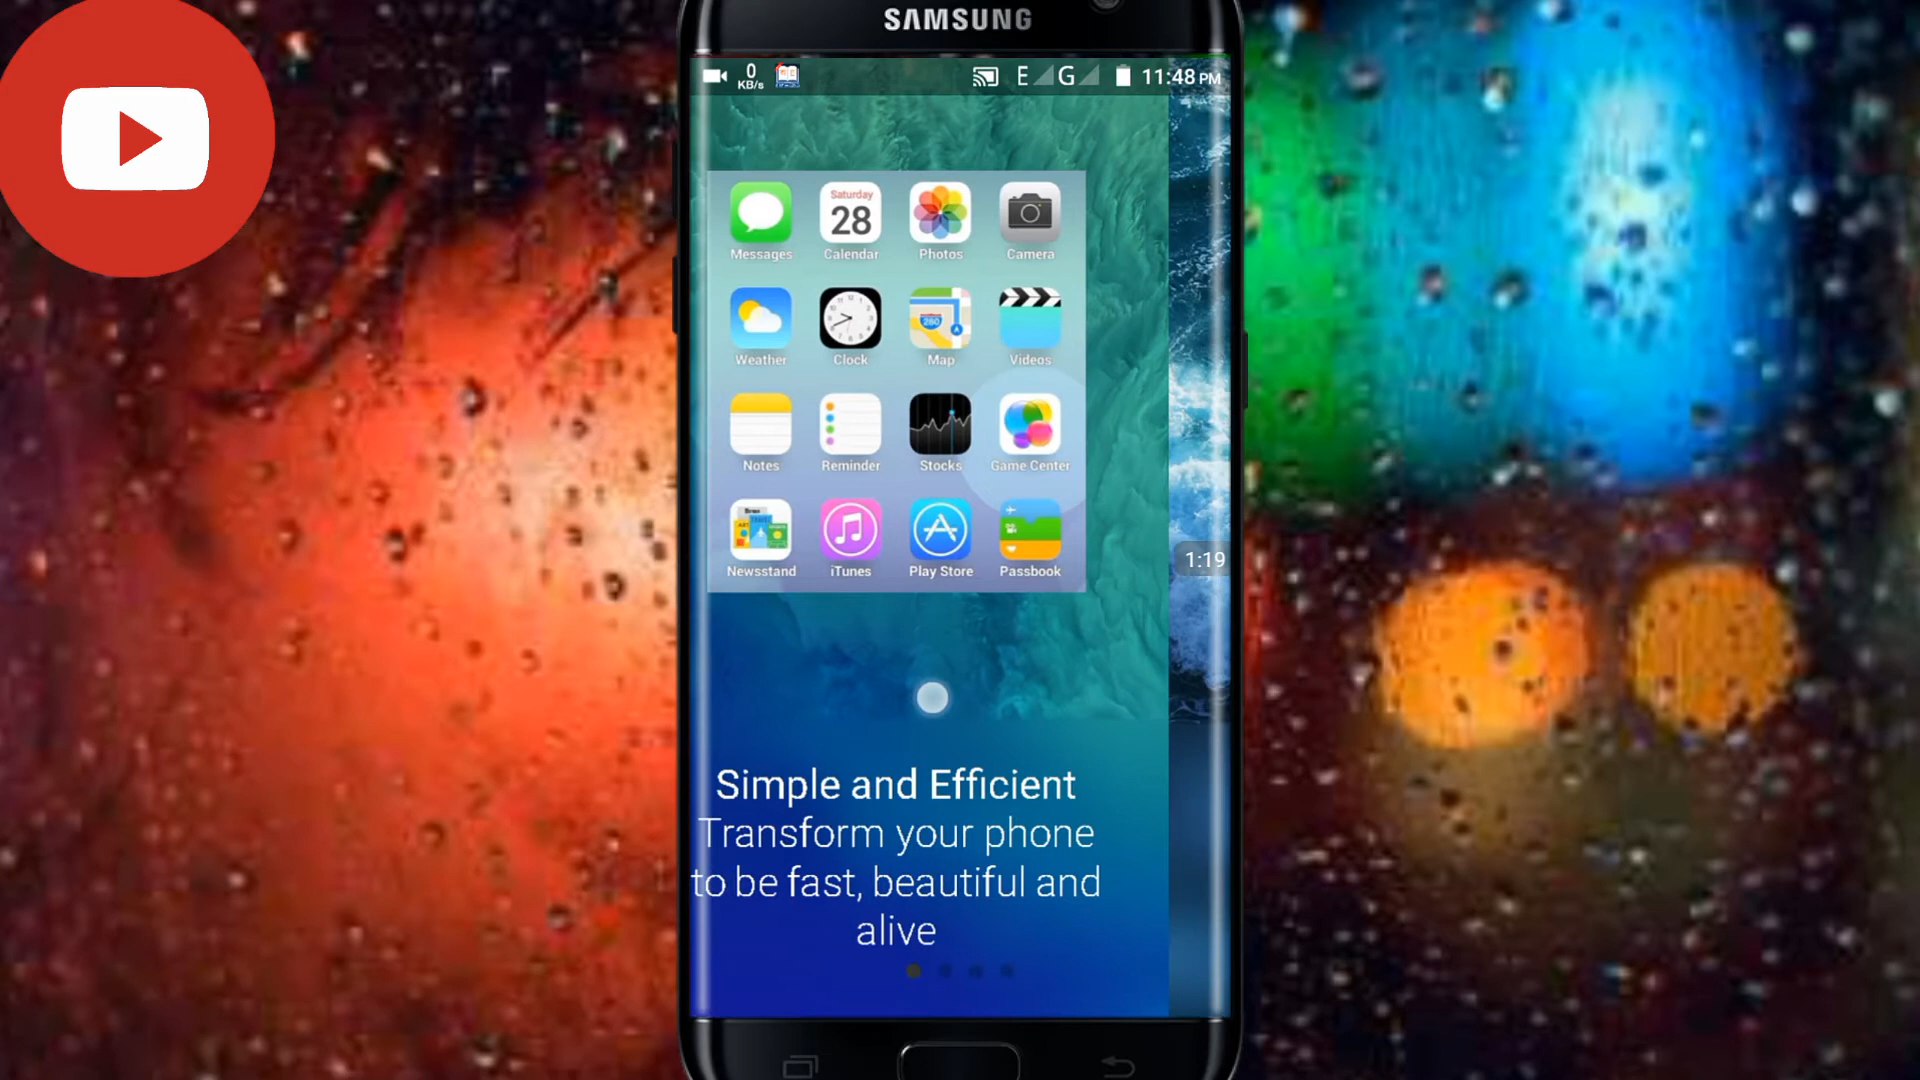 SAMSUNG
0
KB/s
E G 11:48 PM
Saturday
28
Messages Calendar Photos Camera
280
Weather Clock Map Videos
Notes Reminder Stocks Game Center
Newsstand iTunes Play Store Passbook
1:19
Simple and Efficient
Transform your phone
to be fast, beautiful and
alive